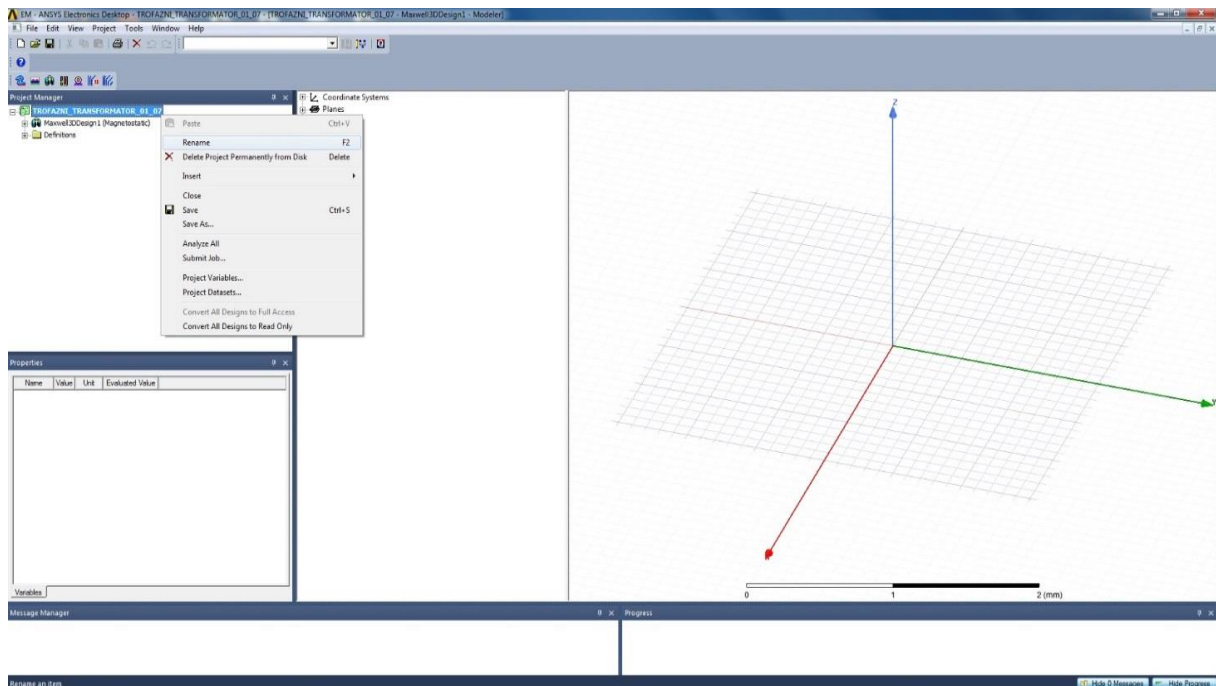 EM - ANSYS Electronics Desktop - TROFAZNI_TRANSFORMATOR_01_07 - [TROFAZNI_TRANSFORMATOR_01_07 - Maxwell3DDesign1 - Modeler]
File Edit View Project Tools Window Help
Project Manager
TROFAZNI_TRANSFORMATOR_01_07
Maxwell3DDesign1 (Magnetostatic)
Definitions
Coordinate Systems
Planes
Paste Ctrl+V
Rename F2
Delete Project Permanently from Disk Delete
Insert
Close
Save Ctrl+S
Save As...
Analyze All
Submit Job...
Project Variables...
Project Datasets...
Convert All Designs to Full Access
Convert All Designs to Read Only
Properties
Name Value Unit Evaluated Value
Variables
Z
Y
0 1 2 (mm)
Message Manager
Progress
Rename an item
Hide 0 Messages Hide Progress